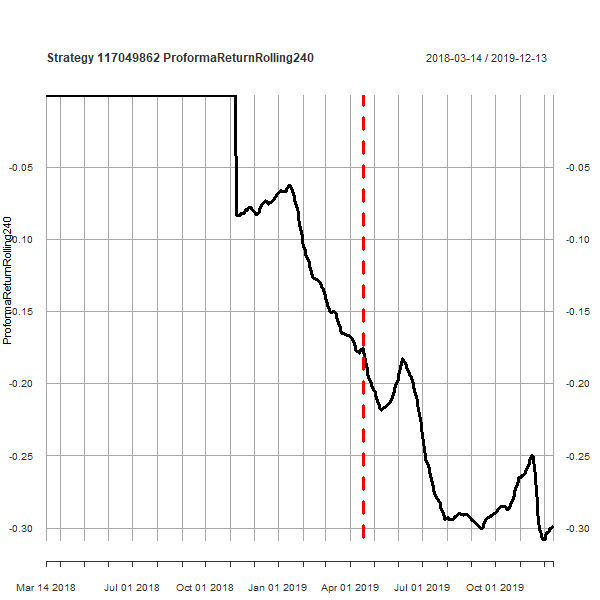 Strategy 117049862 ProformaReturnRolling240
2018-03-14 / 2019-12-13
ProformaReturnRolling240
-0.05 -0.05
-0.10 -0.10
-0.15 -0.15
-0.20 -0.20
-0.25 -0.25
-0.30 -0.30
Mar 14 2018 Jul 01 2018 Oct 01 2018 Jan 01 2019 Apr 01 2019 Jul 01 2019 Oct 01 2019